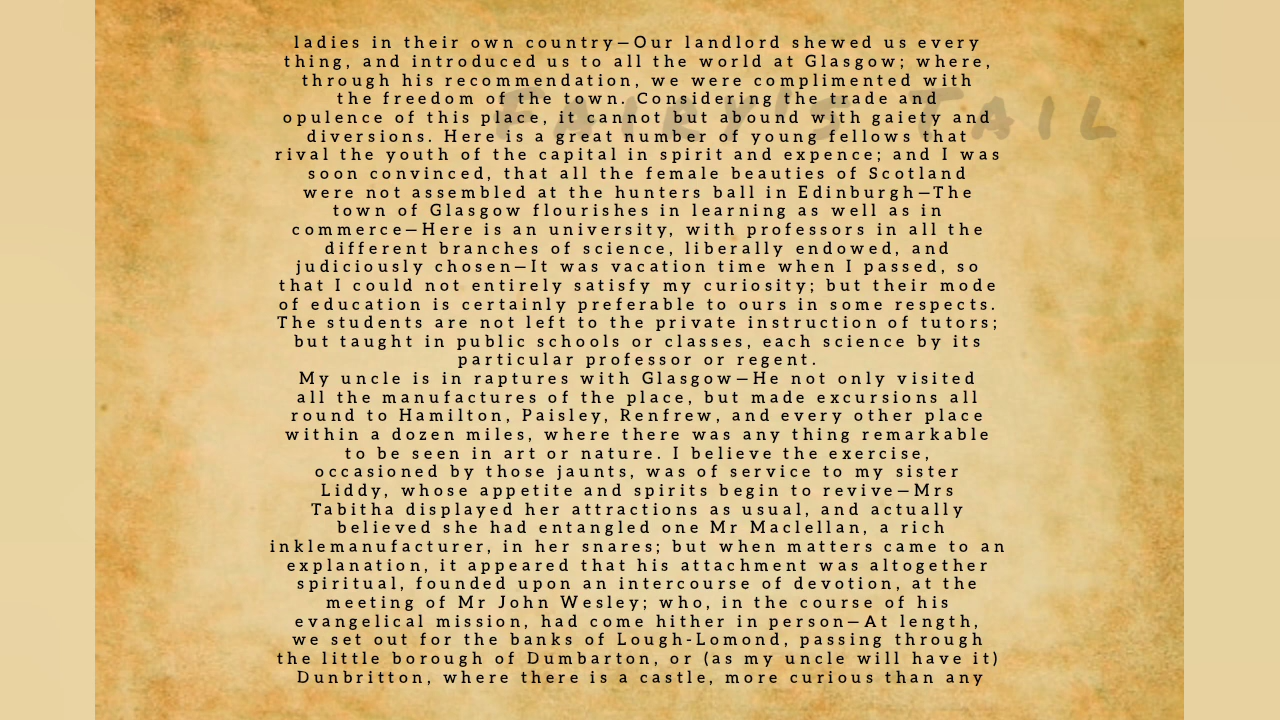 FAIRY'S TAIL
ladies in their own country—Our landlord shewed us every
thing, and introduced us to all the world at Glasgow; where,
through his recommendation, we were complimented with
the freedom of the town. Considering the trade and
opulence of this place, it cannot but abound with gaiety and
diversions. Here is a great number of young fellows that
rival the youth of the capital in spirit and expence; and I was
soon convinced, that all the female beauties of Scotland
were not assembled at the hunters ball in Edinburgh—The
town of Glasgow flourishes in learning as well as in
commerce—Here is an university, with professors in all the
different branches of science, liberally endowed, and
judiciously chosen—It was vacation time when I passed, so
that I could not entirely satisfy my curiosity; but their mode
of education is certainly preferable to ours in some respects.
The students are not left to the private instruction of tutors;
but taught in public schools or classes, each science by its
particular professor or regent.
My uncle is in raptures with Glasgow—He not only visited
all the manufactures of the place, but made excursions all
round to Hamilton, Paisley, Renfrew, and every other place
within a dozen miles, where there was any thing remarkable
to be seen in art or nature. I believe the exercise,
occasioned by those jaunts, was of service to my sister
Liddy, whose appetite and spirits begin to revive—Mrs
Tabitha displayed her attractions as usual, and actually
believed she had entangled one Mr Maclellan, a rich
inklemanufacturer, in her snares; but when matters came to an
explanation, it appeared that his attachment was altogether
spiritual, founded upon an intercourse of devotion, at the
meeting of Mr John Wesley; who, in the course of his
evangelical mission, had come hither in person—At length,
we set out for the banks of Lough-Lomond, passing through
the little borough of Dumbarton, or (as my uncle will have it)
Dunbritton, where there is a castle, more curious than any